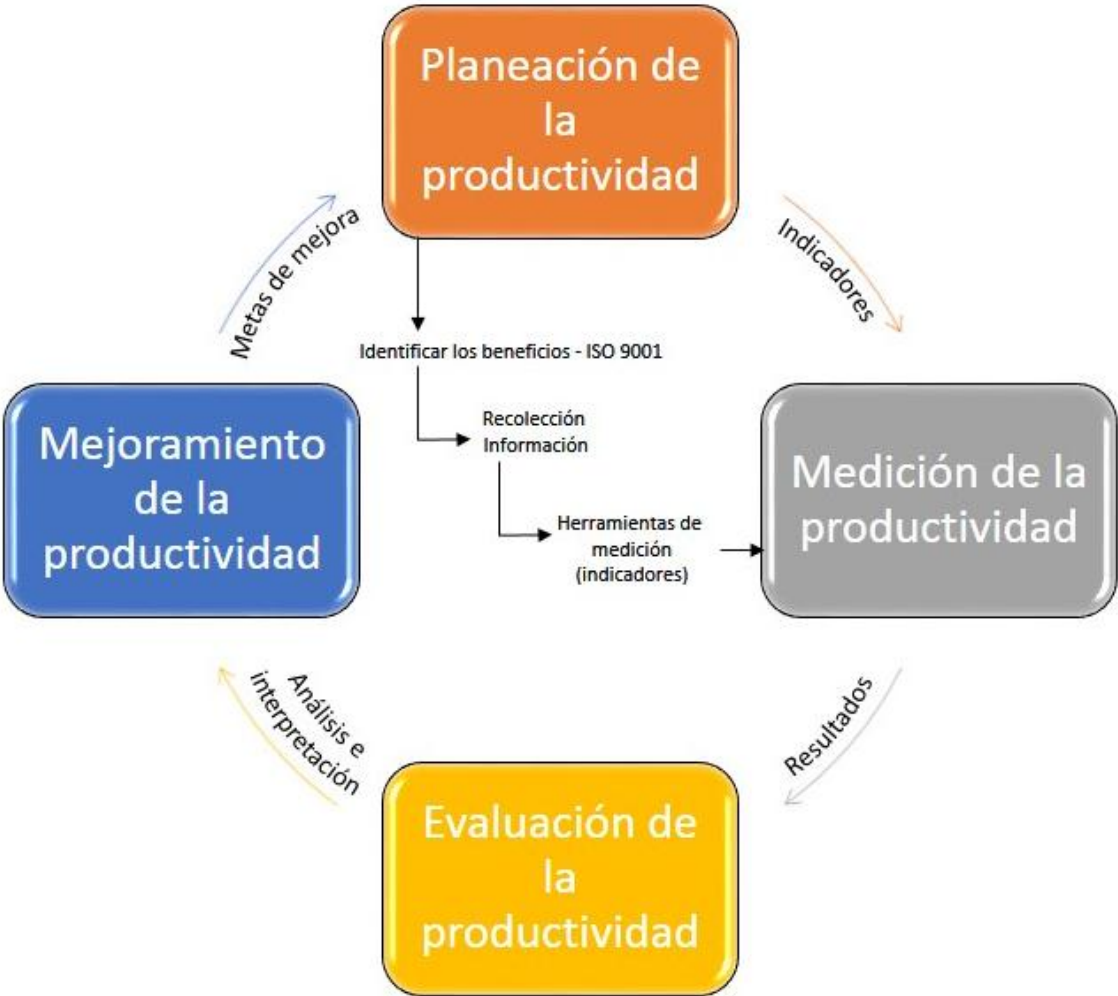 Planeación de
la
productividad
Indicadores
Metas de mejora
Identificar los beneficios - ISO 9001
Recolección
Información
Herramientas de
medición
(indicadores)
Mejoramiento
de la
productividad
Medición de la
productividad
Análisis e
interpretación
Resultados
Evaluación de
la
productividad